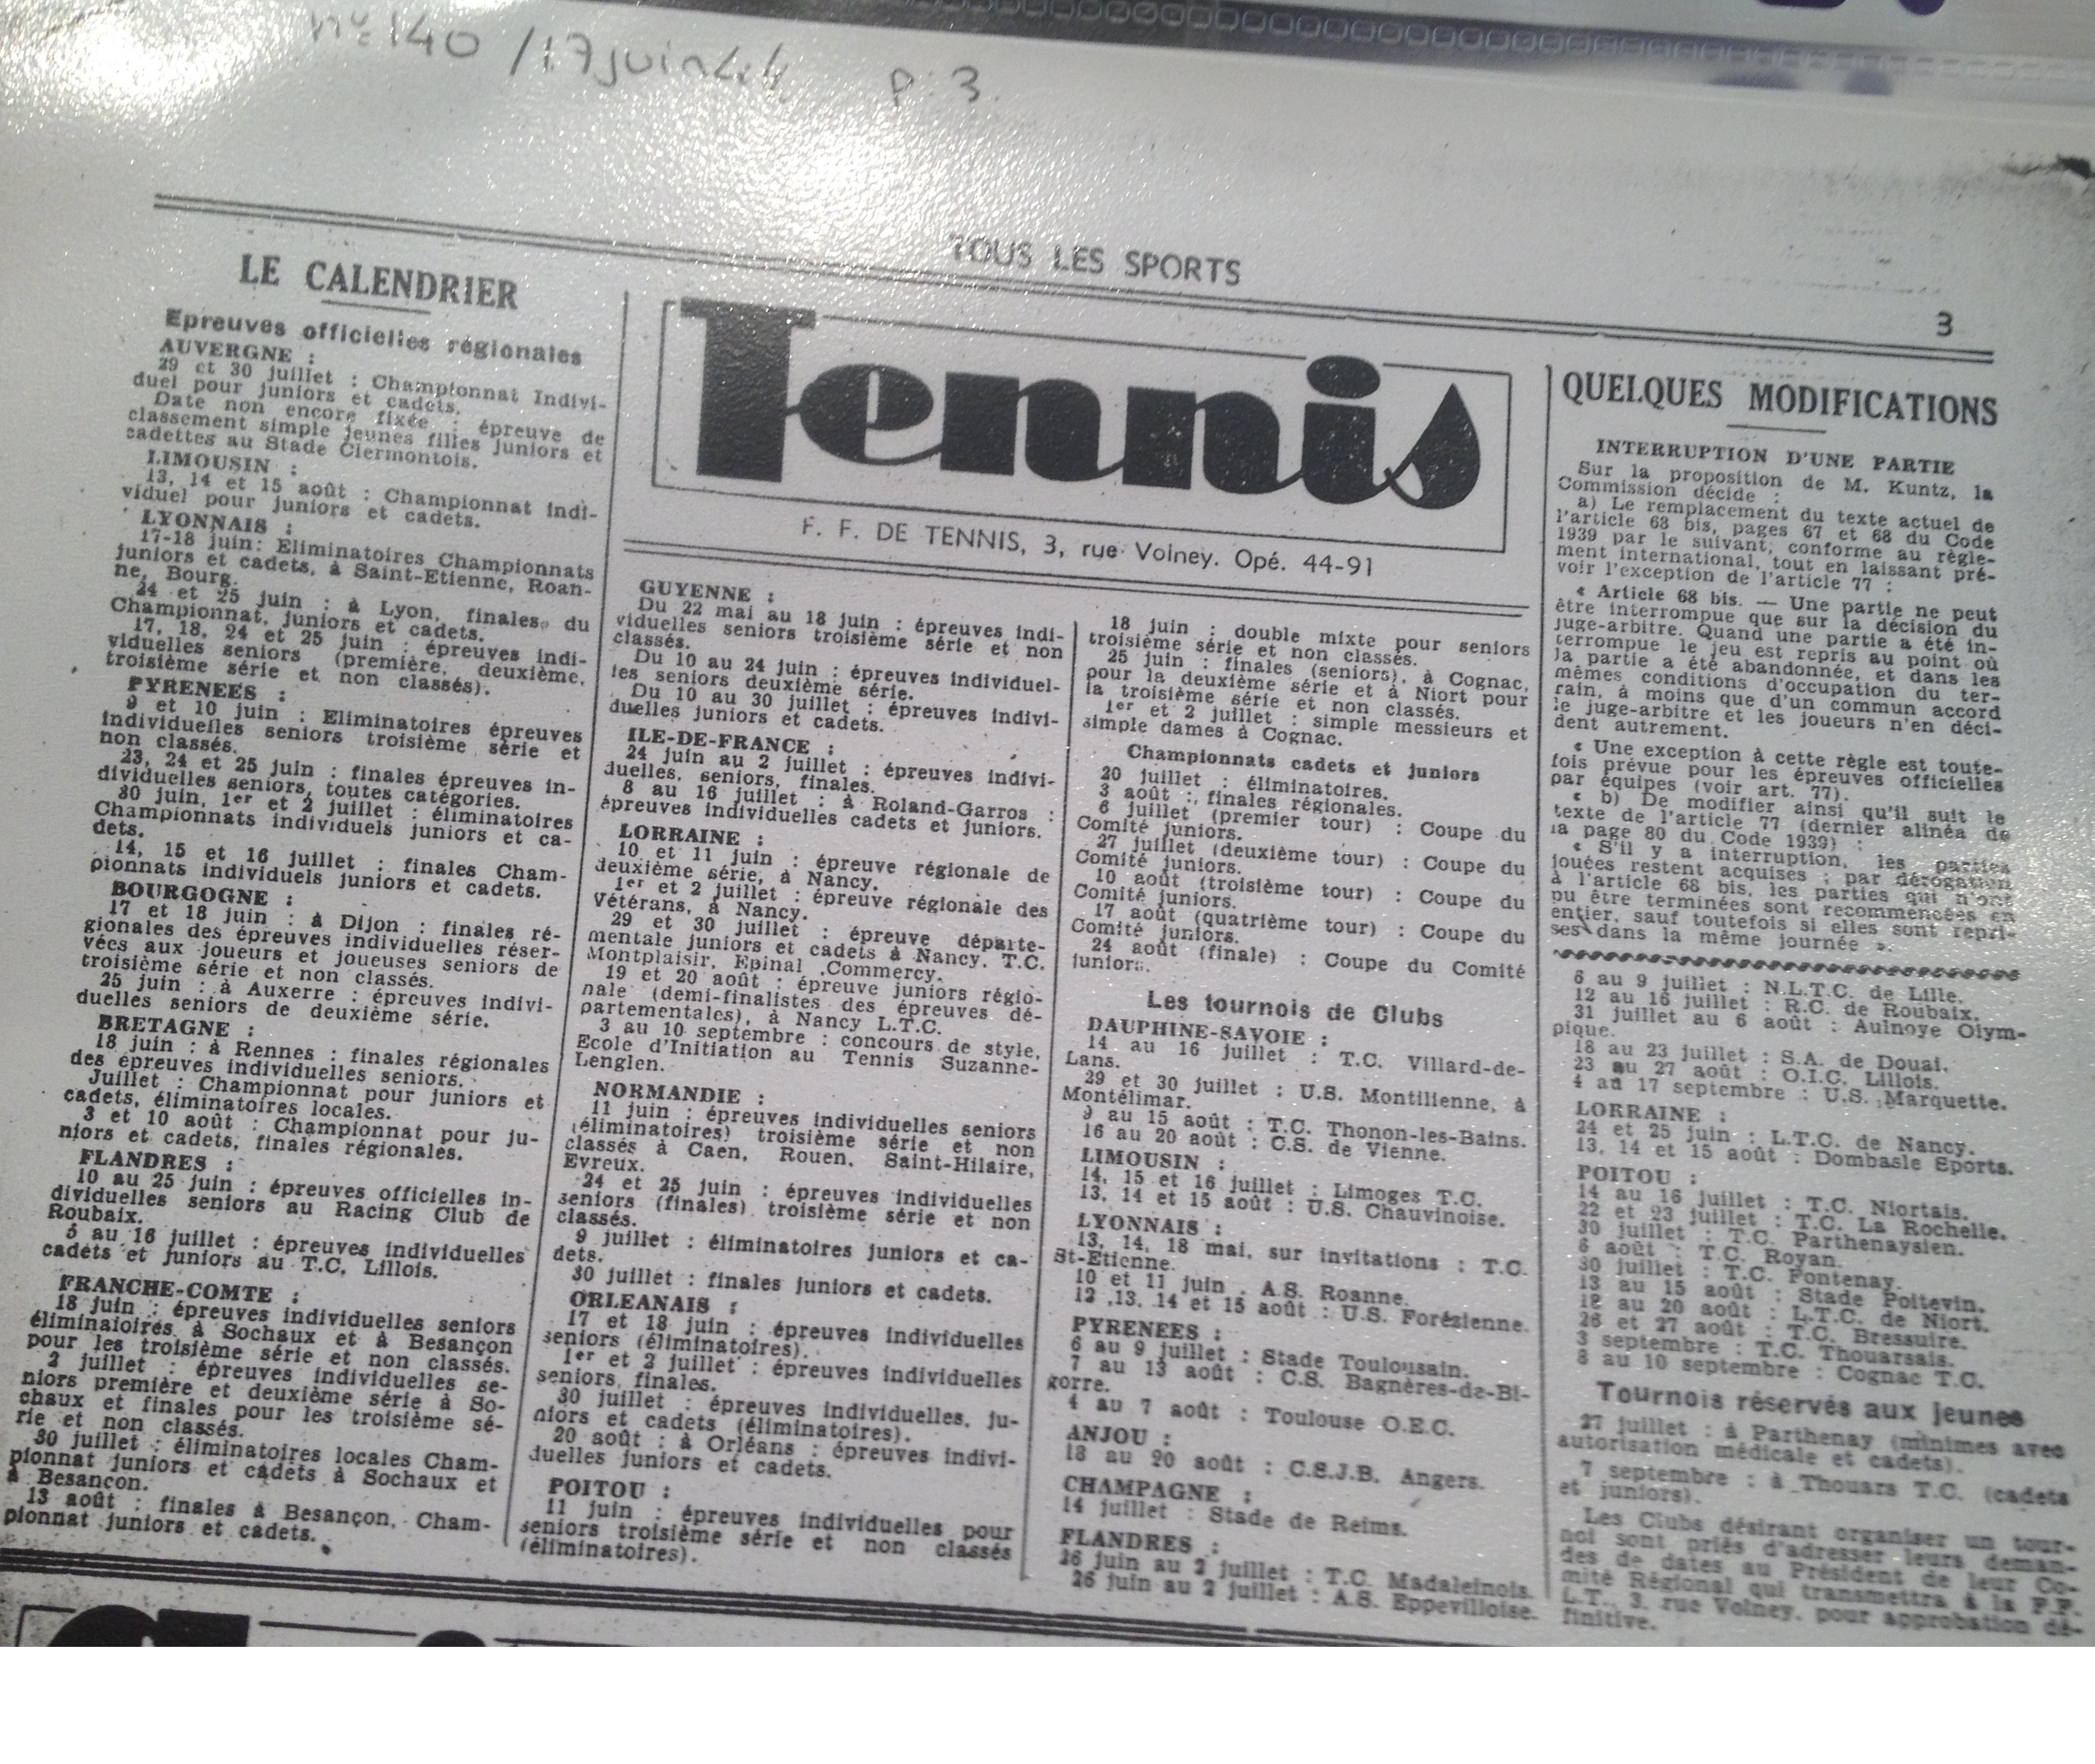 n° 140 / 17 juin 44 p. 3
TOUS LES SPORTS
3
LE CALENDRIER
Epreuves officielles régionales
AUVERGNE :
29 et 30 juillet : Championnat Indivi-
duel pour juniors et cadets.
Date non encore fixée : épreuve de
classement simple jeunes filles juniors et
cadettes au Stade Clermontois.
LIMOUSIN :
13, 14 et 15 août : Championnat indi-
viduel pour juniors et cadets.
LYONNAIS :
17-18 juin: Eliminatoires Championnats
juniors et cadets, à Saint-Etienne, Roan-
ne, Bourg.
24 et 25 juin : à Lyon, finales du
Championnat, juniors et cadets.
17, 18, 24 et 25 juin : épreuves indi-
viduelles seniors (première, deuxième,
troisième série et non classés).
PYRENEES :
9 et 10 juin : Eliminatoires épreuves
individuelles seniors troisième série et
non classés.
23, 24 et 25 juin : finales épreuves in-
dividuelles seniors, toutes catégories.
30 juin, 1er et 2 juillet : éliminatoires
Championnats individuels juniors et ca-
dets.
14, 15 et 16 juillet : finales Cham-
pionnats individuels juniors et cadets.
BOURGOGNE :
17 et 18 juin : à Dijon : finales ré-
gionales des épreuves individuelles réser-
vées aux joueurs et joueuses seniors de
troisième série et non classés.
25 juin : à Auxerre : épreuves indivi-
duelles seniors de deuxième série.
BRETAGNE :
18 juin : à Rennes : finales régionales
des épreuves individuelles seniors.
Juillet : Championnat pour juniors et
cadets, éliminatoires locales.
3 et 10 août : Championnat pour ju-
niors et cadets, finales régionales.
FLANDRES :
10 au 25 juin : épreuves officielles in-
dividuelles seniors au Racing Club de
Roubaix.
5 au 16 juillet : épreuves individuelles
cadets et juniors au T.C. Lillois.
FRANCHE-COMTE :
18 juin : épreuves individuelles seniors
éliminatoires à Sochaux et à Besançon
pour les troisième série et non classés.
2 juillet : épreuves individuelles se-
niors première et deuxième série à So-
chaux et finales pour les troisième sé-
rie et non classés.
30 juillet : éliminatoires locales Cham-
pionnat juniors et cadets à Sochaux et
à Besançon.
13 août : finales à Besançon, Cham-
pionnat juniors et cadets.
Tennis
F. F. DE TENNIS, 3, rue Volney. Opé. 44-91
GUYENNE :
Du 22 mai au 18 juin : épreuves indi-
viduelles seniors troisième série et non
classés.
Du 10 au 24 juin : épreuves individuel-
les seniors deuxième série.
Du 10 au 30 juillet : épreuves indivi-
duelles juniors et cadets.
ILE-DE-FRANCE :
24 juin au 2 juillet : épreuves indivi-
duelles, seniors, finales.
8 au 16 juillet : à Roland-Garros :
épreuves individuelles cadets et juniors.
LORRAINE :
10 et 11 juin : épreuve régionale de
deuxième série, à Nancy.
1er et 2 juillet : épreuve régionale des
Vétérans, à Nancy.
29 et 30 juillet : épreuve départe-
mentale juniors et cadets à Nancy. T.C.
Montplaisir, Epinal ,Commercy.
19 et 20 août : épreuve juniors régio-
nale (demi-finalistes des épreuves dé-
partementales), à Nancy L.T.C.
3 au 10 septembre : concours de style,
Ecole d'Initiation au Tennis Suzanne-
Lenglen.
NORMANDIE :
11 juin : épreuves individuelles seniors
(éliminatoires) troisième série et non
classés à Caen, Rouen, Saint-Hilaire,
Evreux.
24 et 25 juin : épreuves individuelles
seniors (finales) troisième série et non
classés.
9 juillet : éliminatoires juniors et ca-
dets.
30 juillet : finales juniors et cadets.
ORLEANAIS :
17 et 18 juin : épreuves individuelles
seniors (éliminatoires).
1er et 2 juillet : épreuves individuelles
seniors, finales.
30 juillet : épreuves individuelles, ju-
niors et cadets (éliminatoires).
20 août : à Orléans : épreuves indivi-
duelles juniors et cadets.
POITOU :
11 juin : épreuves individuelles pour
seniors troisième série et non classés
(éliminatoires).
18 juin : double mixte pour seniors
troisième série et non classés.
25 juin : finales (seniors), à Cognac,
pour la deuxième série et à Niort pour
la troisième série et non classés.
1er et 2 juillet : simple messieurs et
simple dames à Cognac.
Championnats cadets et juniors
20 juillet : éliminatoires.
3 août : finales régionales.
6 juillet (premier tour) : Coupe du
Comité juniors.
27 juillet (deuxième tour) : Coupe du
Comité juniors.
10 août (troisième tour) : Coupe du
Comité juniors.
17 août (quatrième tour) : Coupe du
Comité juniors.
24 août (finale) : Coupe du Comité
juniors.
Les tournois de Clubs
DAUPHINE-SAVOIE :
14 au 16 juillet : T.C. Villard-de-
Lans.
29 et 30 juillet : U.S. Montilienne, à
Montélimar.
9 au 15 août : T.C. Thonon-les-Bains.
16 au 20 août : C.S. de Vienne.
LIMOUSIN :
14, 15 et 16 juillet : Limoges T.C.
13, 14 et 15 août : U.S. Chauvinoise.
LYONNAIS :
13, 14, 18 mai, sur invitations : T.C.
St-Etienne.
10 et 11 juin : A.S. Roanne.
12 ,13, 14 et 15 août : U.S. Forézienne.
PYRENEES :
6 au 9 juillet : Stade Toulousain.
7 au 13 août : C.S. Bagnères-de-Bi-
gorre.
4 au 7 août : Toulouse O.E.C.
ANJOU :
18 au 20 août : C.S.J.B. Angers.
CHAMPAGNE :
14 juillet : Stade de Reims.
FLANDRES :
26 juin au 2 juillet : T.C. Madaleinois.
26 juin au 2 juillet : A.S. Eppevilloise.
QUELQUES MODIFICATIONS
INTERRUPTION D'UNE PARTIE
Sur la proposition de M. Kuntz, la
Commission décide :
a) Le remplacement du texte actuel de
l'article 68 bis, pages 67 et 68 du Code
1939 par le suivant, conforme au règle-
ment international, tout en laissant pré-
voir l'exception de l'article 77 :
« Article 68 bis. — Une partie ne peut
être interrompue que sur la décision du
juge-arbitre. Quand une partie a été in-
terrompue le jeu est repris au point où
la partie a été abandonnée, et dans les
mêmes conditions d'occupation du ter-
rain, à moins que d'un commun accord
le juge-arbitre et les joueurs n'en déci-
dent autrement.
« Une exception à cette règle est toute-
fois prévue pour les épreuves officielles
par équipes (voir art. 77).
« b) De modifier ainsi qu'il suit le
texte de l'article 77 (dernier alinéa de
la page 80 du Code 1939) :
« S'il y a interruption, les parties
jouées restent acquises ; par dérogation
à l'article 68 bis, les parties qui n'ont
pu être terminées sont recommencées en
entier, sauf toutefois si elles sont repri-
ses dans la même journée ».
6 au 9 juillet : N.L.T.C. de Lille.
12 au 16 juillet : R.C. de Roubaix.
31 juillet au 6 août : Aulnoye Olym-
pique.
18 au 23 juillet : S.A. de Douai.
23 au 27 août : O.I.C. Lillois.
4 au 17 septembre : U.S. Marquette.
LORRAINE :
24 et 25 juin : L.T.C. de Nancy.
13, 14 et 15 août : Dombasle Sports.
POITOU :
14 au 16 juillet : T.C. Niortais.
22 et 23 juillet : T.C. La Rochelle.
30 juillet : T.C. Parthenaysien.
6 août : T.C. Royan.
30 juillet : T.C. Fontenay.
13 au 15 août : Stade Poitevin.
18 au 20 août : L.T.C. de Niort.
26 et 27 août : T.C. Bressuire.
3 septembre : T.C. Thouarsais.
8 au 10 septembre : Cognac T.C.
Tournois réservés aux jeunes
27 juillet : à Parthenay (minimes avec
autorisation médicale et cadets).
7 septembre : à Thouars T.C. (cadets
et juniors).
Les Clubs désirant organiser un tour-
noi sont priés d'adresser leurs deman-
des de dates au Président de leur Co-
mité Régional qui transmettra à la F.F.
L.T., 3, rue Volney, pour approbation dé-
finitive.